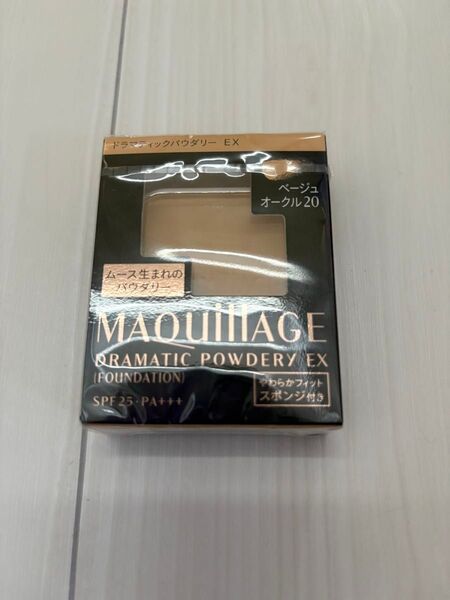 ドラマティックパウダリー EX
ベージュ
オークル20
ムース生まれの
パウダリー
MAQuillAGE
DRAMATIC POWDERY EX
(FOUNDATION)
SPF25・PA+++
やわらかフィット
スポンジ付き